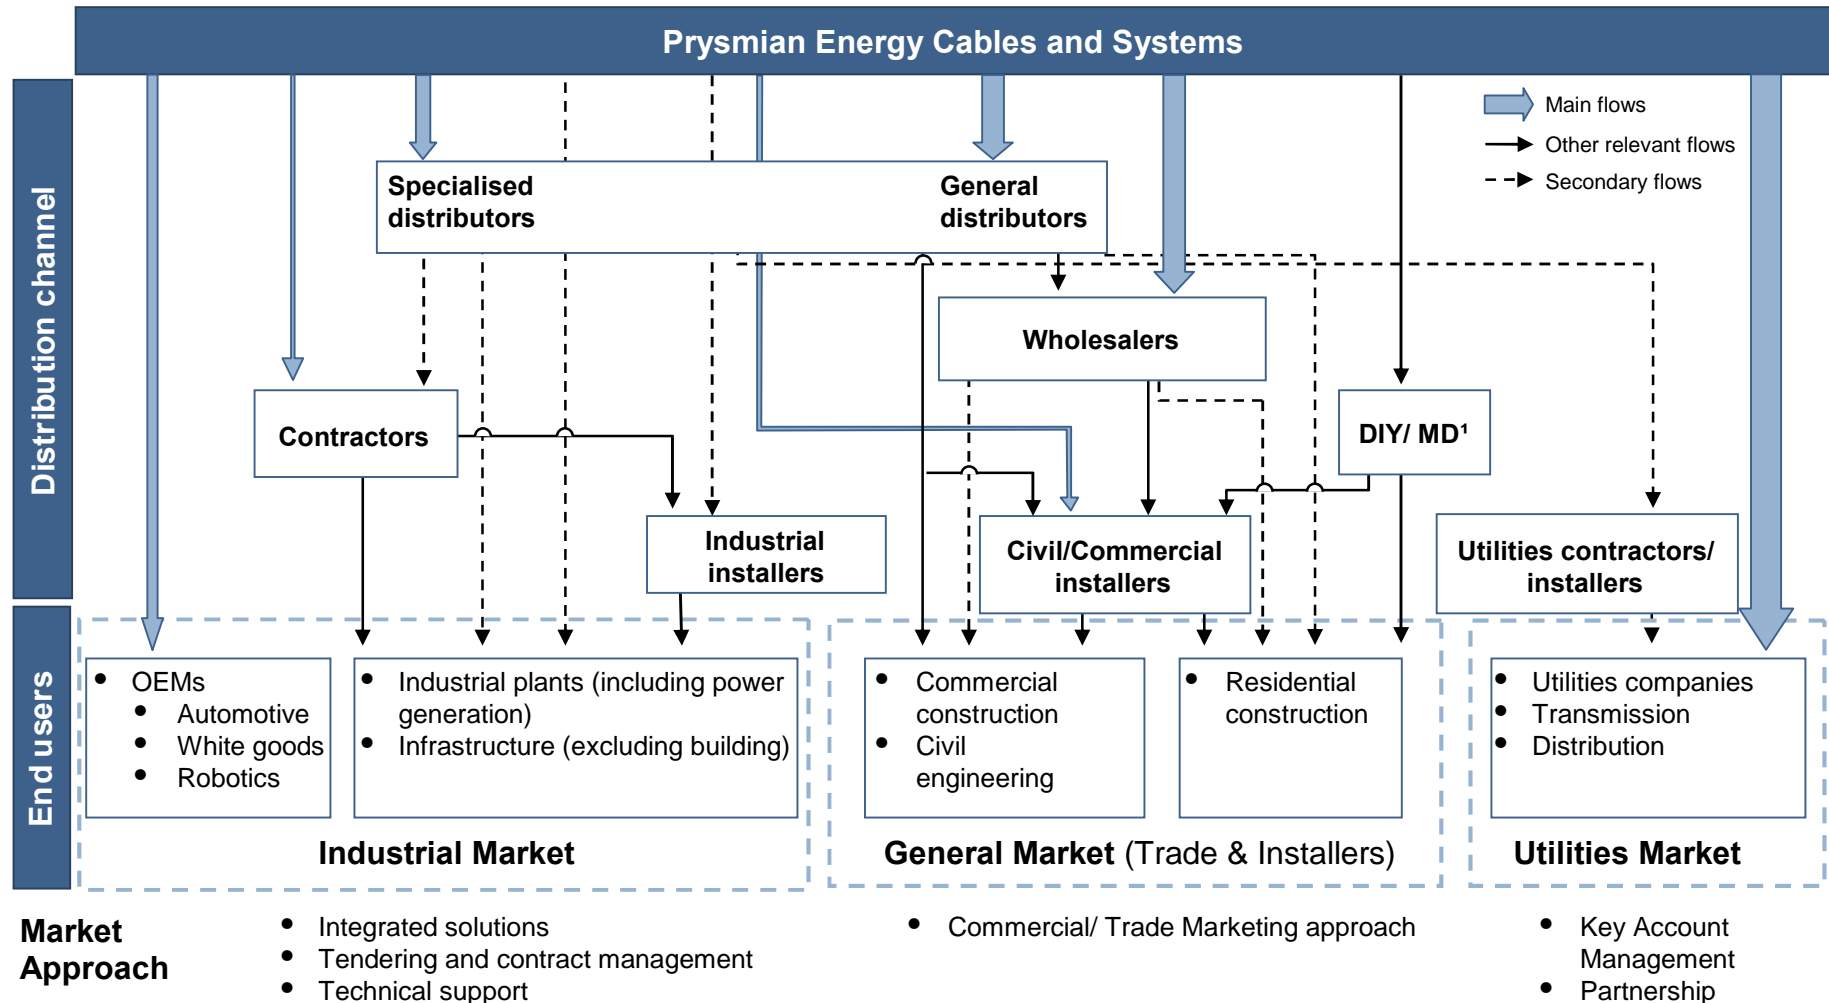 Prysmian Energy Cables and Systems
Distribution channel
Main flows
Other relevant flows
Secondary flows
Specialised
distributors
General
distributors
Wholesalers
Contractors
DIY/ MD¹
Industrial
installers
Civil/Commercial
installers
Utilities contractors/
installers
End users
• OEMs
• Automotive
• White goods
• Robotics
• Industrial plants (including power
generation)
• Infrastructure (excluding building)
• Commercial
construction
• Civil
engineering
• Residential
construction
• Utilities companies
• Transmission
• Distribution
Industrial Market
General Market (Trade & Installers)
Utilities Market
Market
Approach
• Integrated solutions
• Tendering and contract management
• Technical support
• Commercial/ Trade Marketing approach
• Key Account
Management
• Partnership